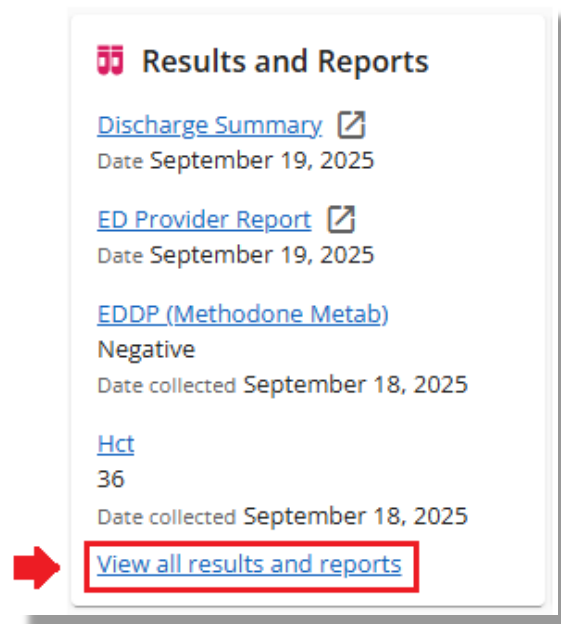 Results and Reports
Discharge Summary
Date September 19, 2025
ED Provider Report
Date September 19, 2025
EDDP (Methodone Metab)
Negative
Date collected September 18, 2025
Hct
36
Date collected September 18, 2025
View all results and reports